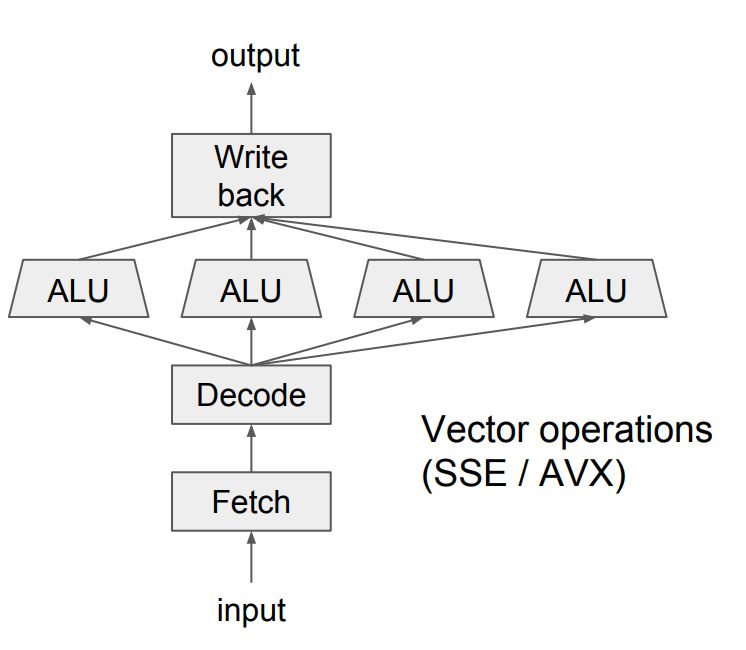 output
Write
back
ALU
ALU
ALU
ALU
Decode
Vector operations
(SSE / AVX)
Fetch
input